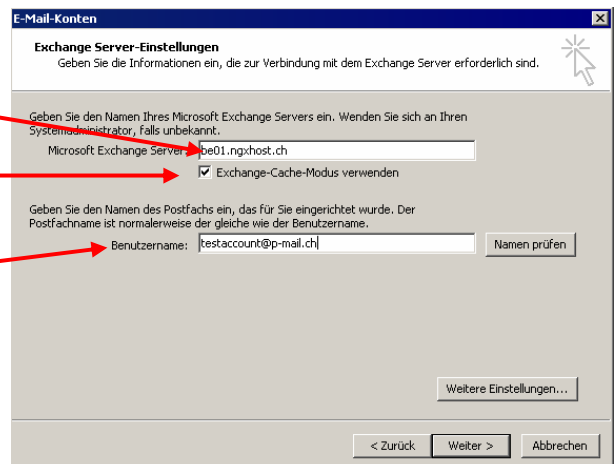 E-Mail-Konten
Exchange Server-Einstellungen
Geben Sie die Informationen ein, die zur Verbindung mit dem Exchange Server erforderlich sind.
Geben Sie den Namen Ihres Microsoft Exchange Servers ein. Wenden Sie sich an Ihren
Systemadministrator, falls unbekannt.
Microsoft Exchange Server: be01.ngxhost.ch
Exchange-Cache-Modus verwenden
Geben Sie den Namen des Postfachs ein, das für Sie eingerichtet wurde. Der
Postfachname ist normalerweise der gleiche wie der Benutzername.
Benutzername: testaccount@p-mail.ch Namen prüfen
Weitere Einstellungen...
< Zurück Weiter > Abbrechen